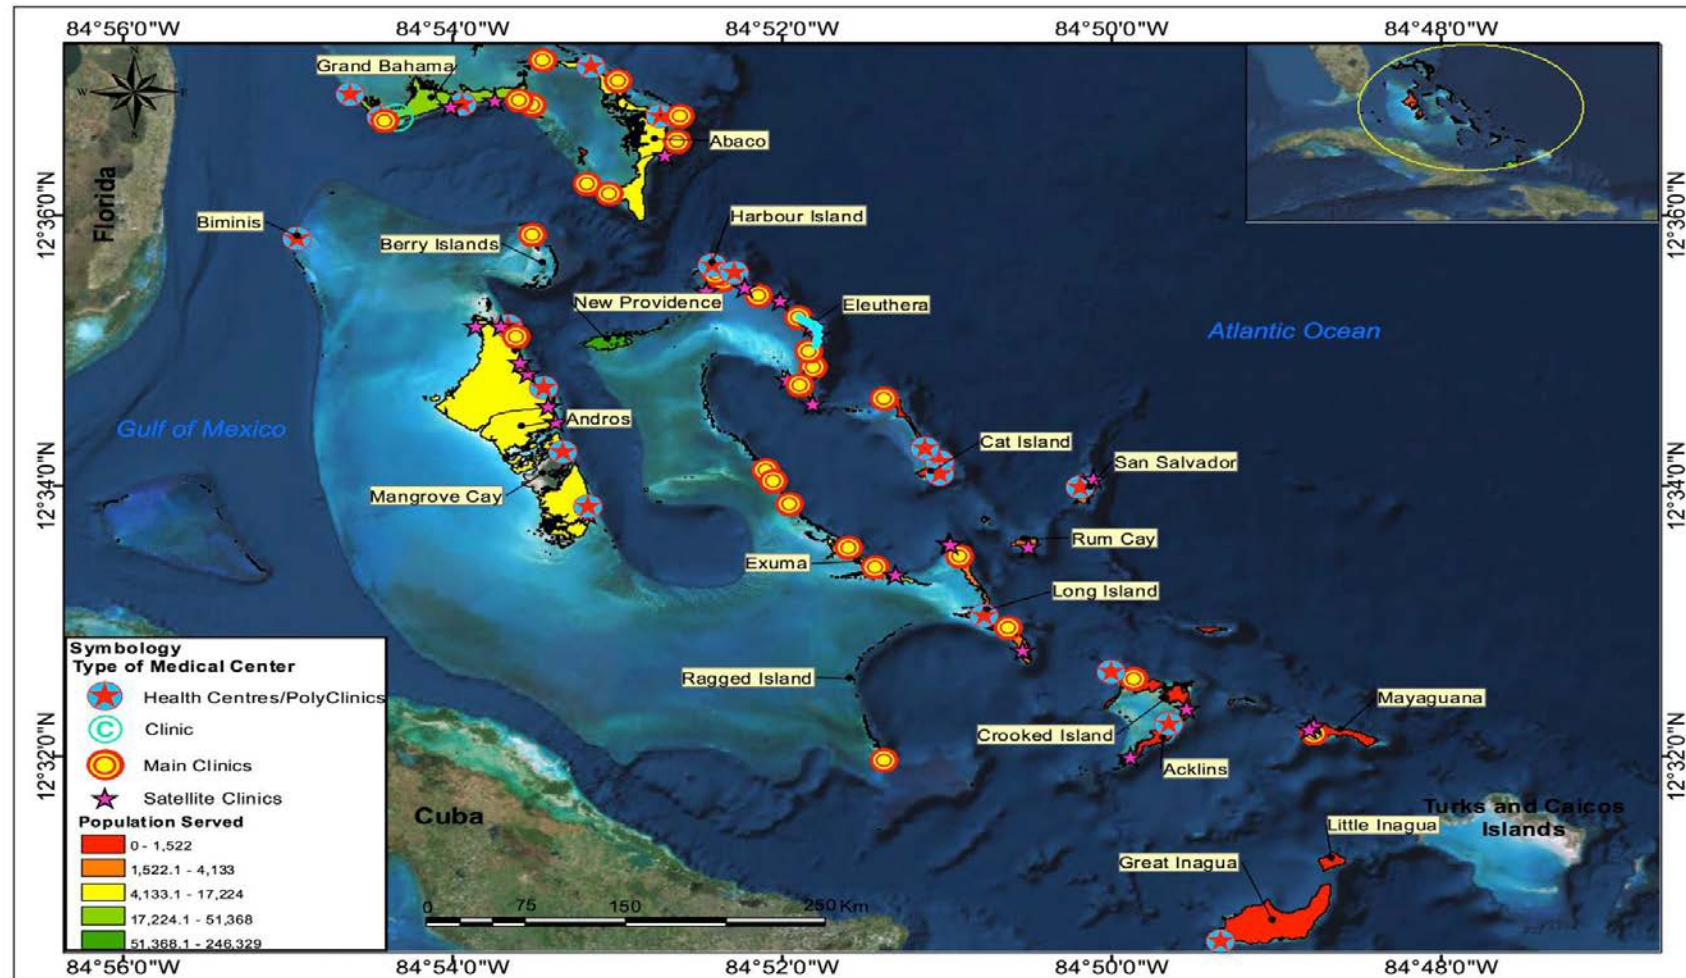 84°56'0"W 84°54'0"W 84°52'0"W 84°50'0"W 84°48'0"W
N
W E
S
Grand Bahama
Abaco
Florida
12°36'0"N
12°36'0"N
Biminis
Berry Islands
Harbour Island
New Providence
Eleuthera
Atlantic Ocean
Gulf of Mexico
Andros
Cat Island
San Salvador
12°34'0"N
12°34'0"N
Mangrove Cay
Rum Cay
Exuma
Long Island
Ragged Island
Mayaguana
Crooked Island
Acklins
12°32'0"N
12°32'0"N
Cuba
Turks and Caicos
Islands
Little Inagua
Great Inagua
Symbology
Type of Medical Center
Health Centres/PolyClinics
C Clinic
Main Clinics
Satellite Clinics
Population Served
0 - 1,522
1,522.1 - 4,133
4,133.1 - 17,224
17,224.1 - 51,368
51,368.1 - 246,329
0 75 150 250 Km
84°56'0"W 84°54'0"W 84°52'0"W 84°50'0"W 84°48'0"W